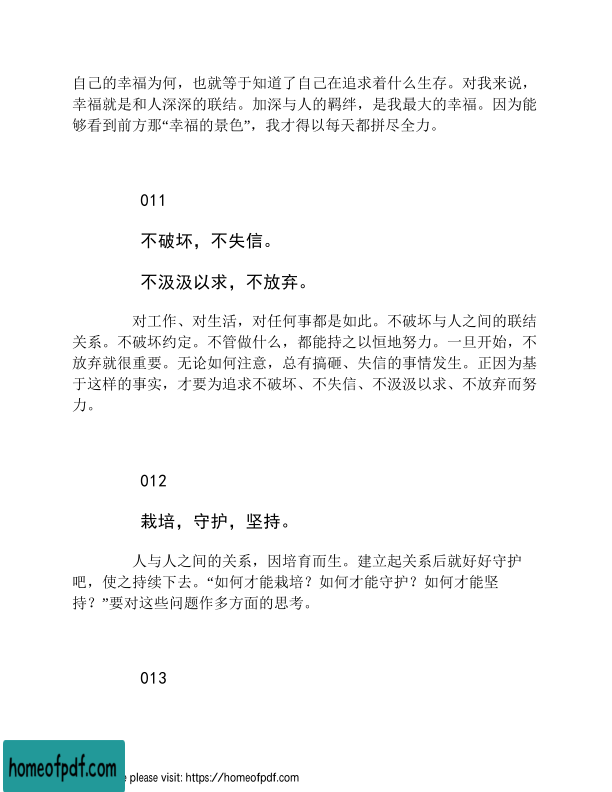 自己的幸福为何，也就等于知道了自己在追求着什么生存。对我来说，
幸福就是和人深深的联结。加深与人的羁绊，是我最大的幸福。因为能
够看到前方那“幸福的景色”，我才得以每天都拼尽全力。
011
不破坏，不失信。
不汲汲以求，不放弃。
对工作、对生活，对任何事都是如此。不破坏与人之间的联结
关系。不破坏约定。不管做什么，都能持之以恒地努力。一旦开始，不
放弃就很重要。无论如何注意，总有搞砸、失信的事情发生。正因为基
于这样的事实，才要为追求不破坏、不失信、不汲汲以求、不放弃而努
力。
012
栽培，守护，坚持。
人与人之间的关系，因培育而生。建立起关系后就好好守护
吧，使之持续下去。“如何才能栽培？如何才能守护？如何才能坚
持？”要对这些问题作多方面的思考。
013
homeofpdf.com
please visit: https://homeofpdf.com